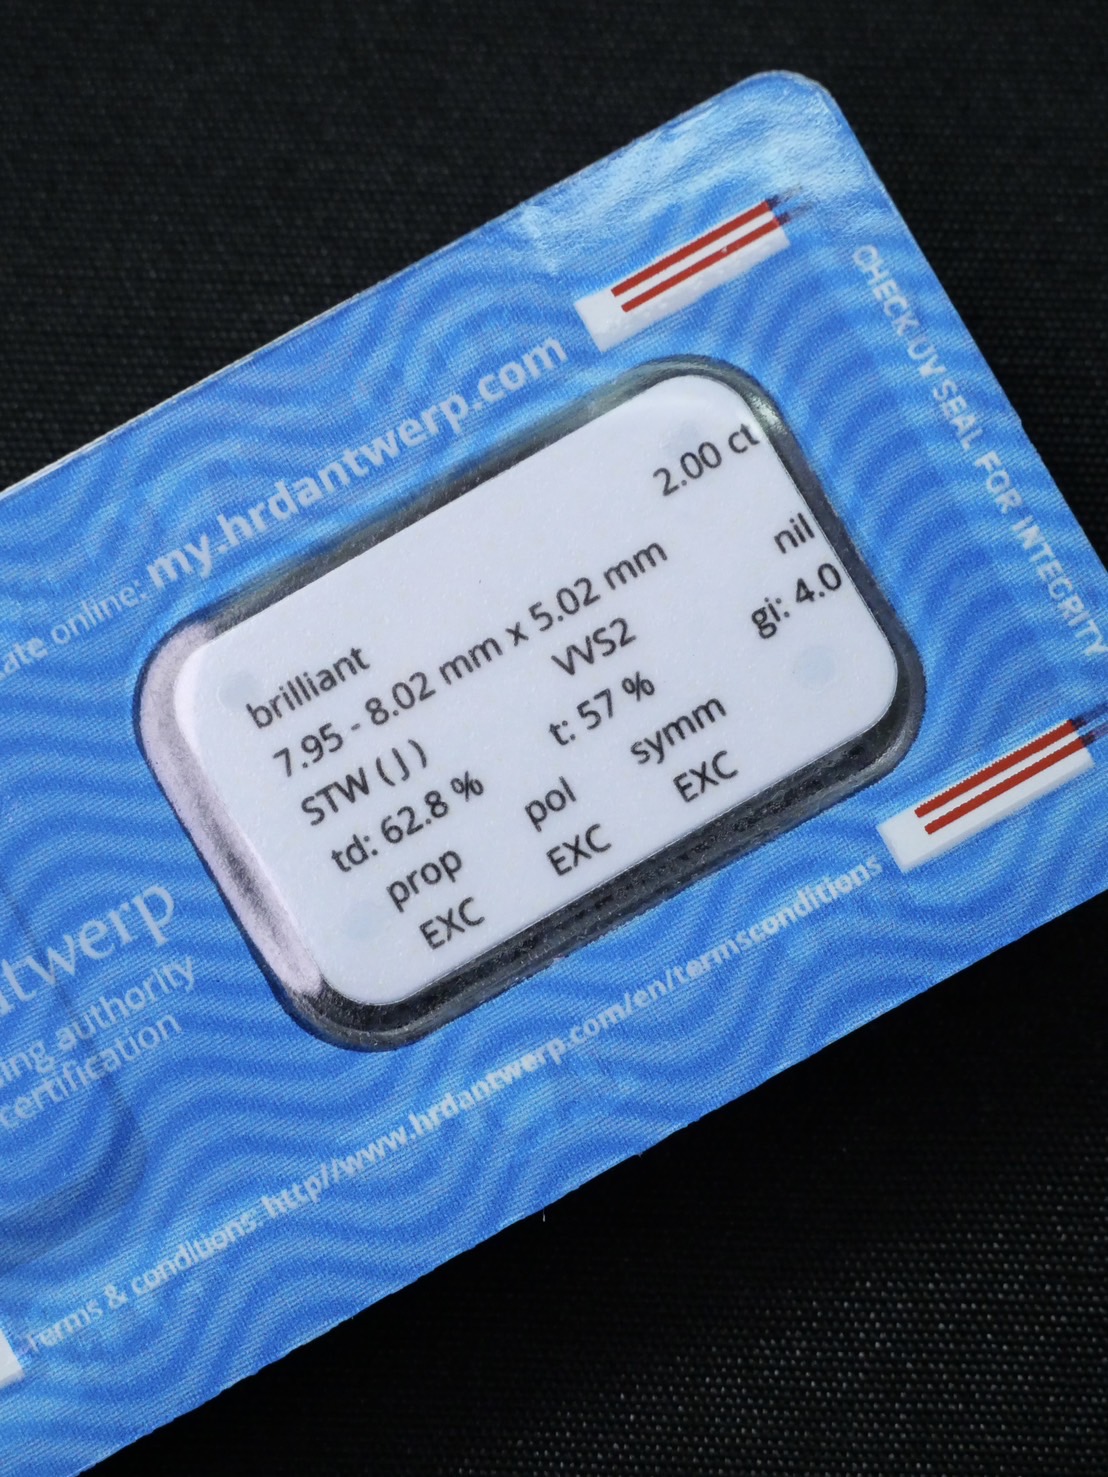 CHECK UV SEAL FOR INTEGRITY
online: my.hrdantwerp.com
brilliant 2.00 ct
7.95 - 8.02 mm x 5.02 mm
STW ( J ) VVS2 nil
td: 62.8 % t: 57 % gi: 4.0
prop pol symm
EXC EXC EXC
authority
certification
Terms & conditions: http//www.hrdantwerp.com/en/termsconditions